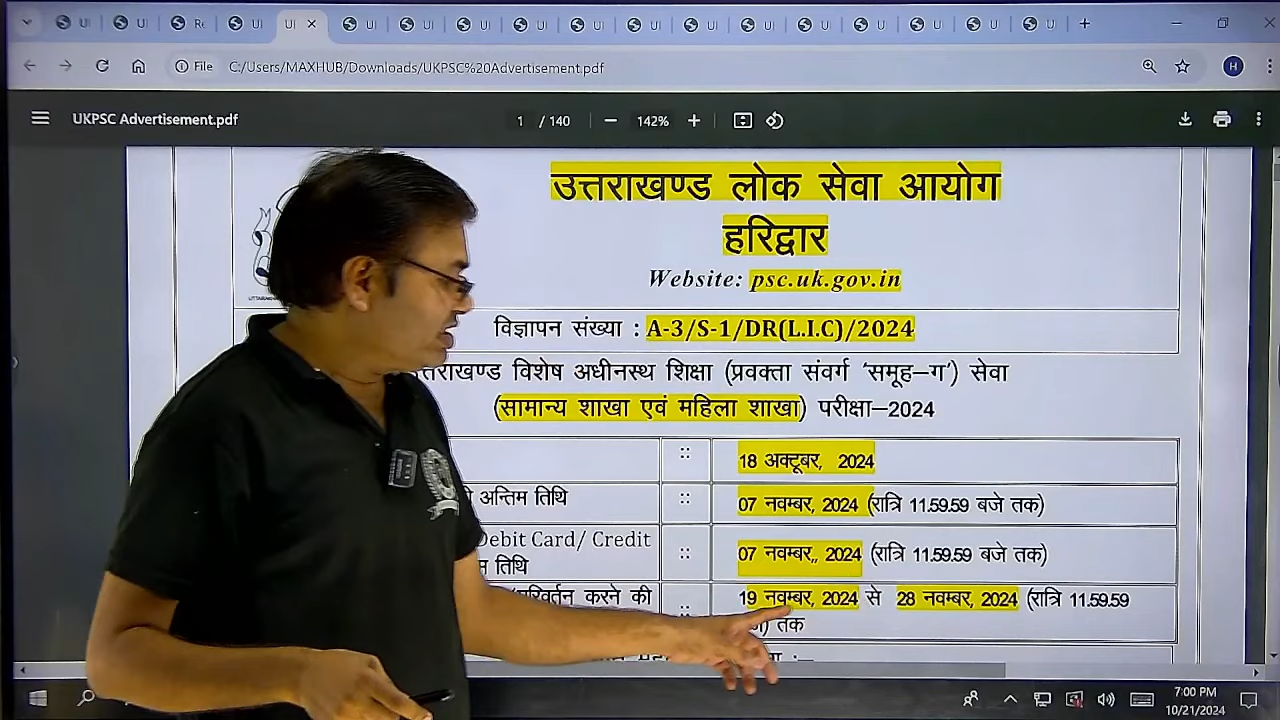 File C:/Users/MAXHUB/Downloads/UKPSC%20Advertisement.pdf
H
UKPSC Advertisement.pdf
1 / 140
142%
उत्तराखण्ड लोक सेवा आयोग
हरिद्वार
Website: psc.uk.gov.in
विज्ञापन संख्या : A-3/S-1/DR(L.I.C)/2024
विशेष अधीनस्थ शिक्षा (प्रवक्ता संवर्ग ‘समूह–ग’) सेवा
(सामान्य शाखा एवं महिला शाखा) परीक्षा–2024
:: 18 अक्टूबर, 2024
अन्तिम तिथि :: 07 नवम्बर, 2024 (रात्रि 11.59.59 बजे तक)
Debit Card/ Credit
तिथि :: 07 नवम्बर,, 2024 (रात्रि 11.59.59 बजे तक)
करने की :: 19 नवम्बर, 2024 से 28 नवम्बर, 2024 (रात्रि 11.59.59
तक
7:00 PM
10/21/2024